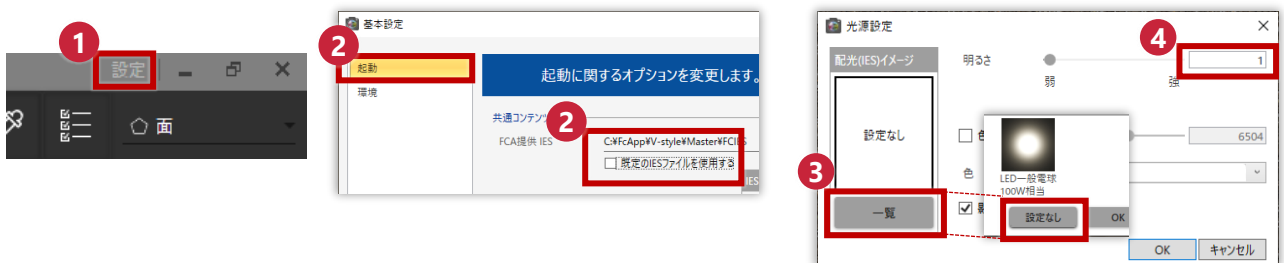 1
設定
面
2
基本設定
起動
環境
起動に関するオプションを変更します。
共通コンテンツ
2
FCA提供 IES
C:¥FcApp¥V-style¥Master¥FCIES
既定のIESファイルを使用する
IES
光源設定
4
配光(IES)イメージ
明るさ
1
弱
強
設定なし
6504
色
3
LED一般電球
100W相当
一覧
設定なし
OK
OK
キャンセル